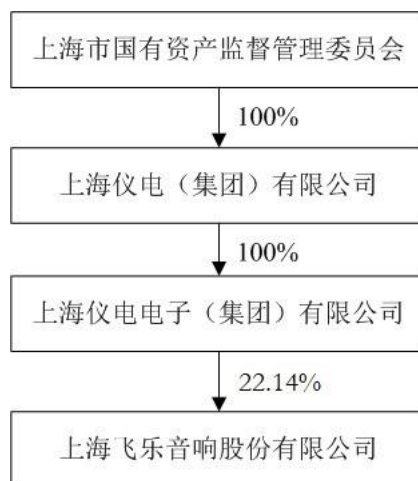 上海市国有资产监督管理委员会
100%
上海仪电（集团）有限公司
100%
上海仪电电子（集团）有限公司
22.14%
上海飞乐音响股份有限公司